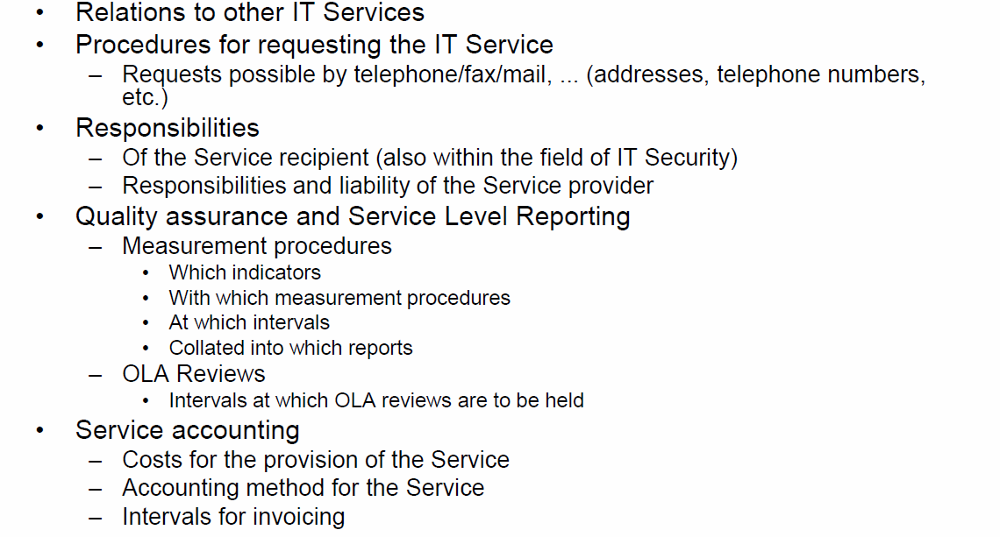 • Relations to other IT Services
• Procedures for requesting the IT Service
– Requests possible by telephone/fax/mail, ... (addresses, telephone numbers,
etc.)
• Responsibilities
– Of the Service recipient (also within the field of IT Security)
– Responsibilities and liability of the Service provider
• Quality assurance and Service Level Reporting
– Measurement procedures
• Which indicators
• With which measurement procedures
• At which intervals
• Collated into which reports
– OLA Reviews
• Intervals at which OLA reviews are to be held
• Service accounting
– Costs for the provision of the Service
– Accounting method for the Service
– Intervals for invoicing